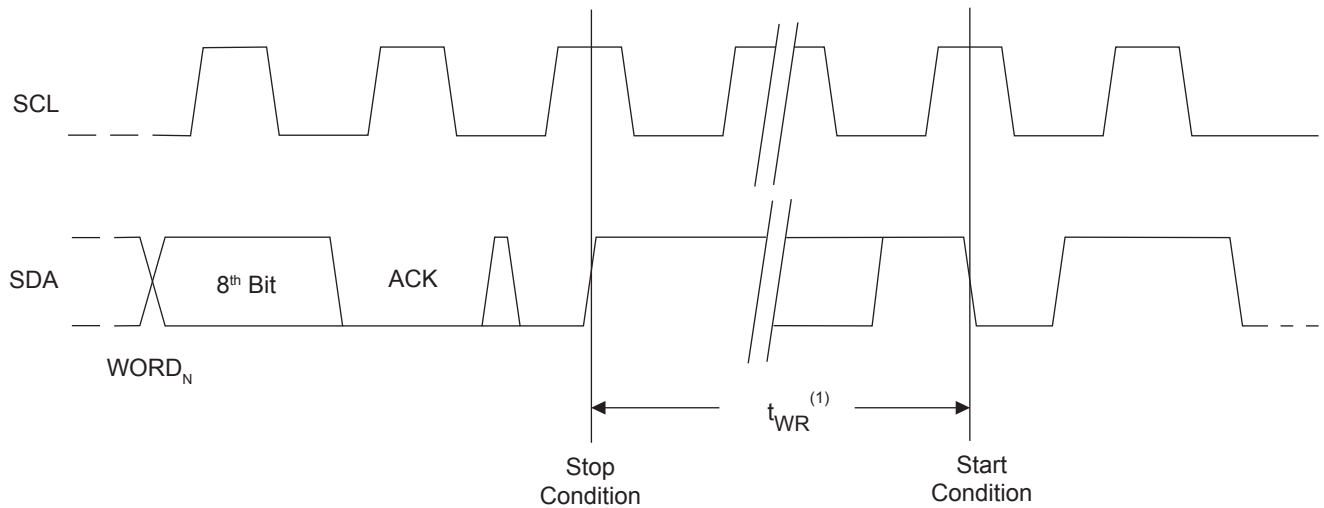 SCL
SDA
8th Bit
ACK
WORDN
tWR(1)
Stop
Condition
Start
Condition